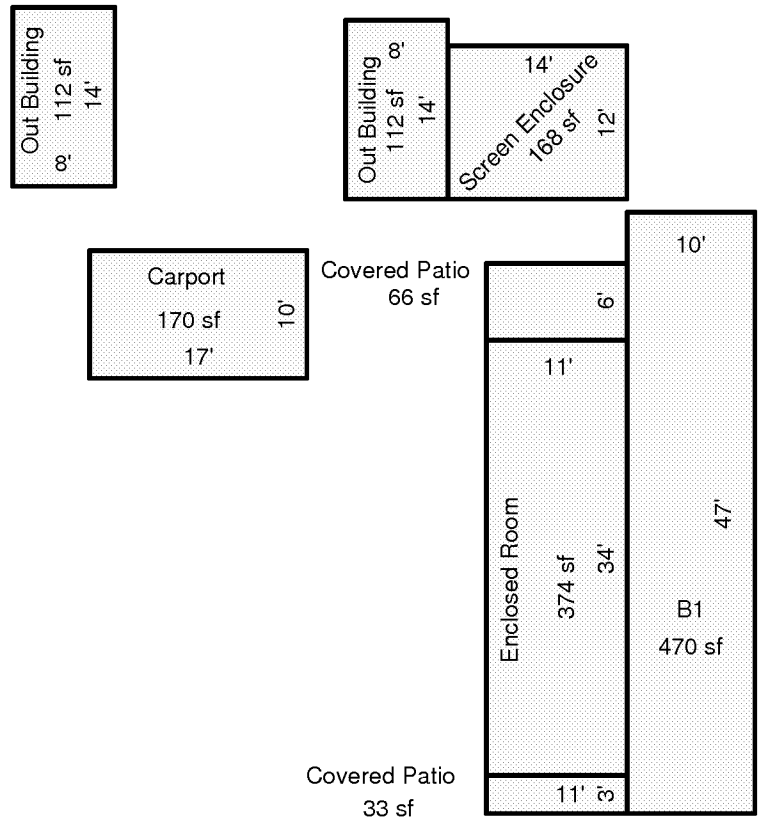 Out Building
112 sf
14'
8'
Out Building
112 sf
8'
14'
14'
Screen Enclosure
168 sf
12'
Carport
170 sf
10'
17'
Covered Patio
66 sf
6'
10'
11'
Enclosed Room
374 sf
34'
47'
B1
470 sf
Covered Patio
33 sf
11'
3'